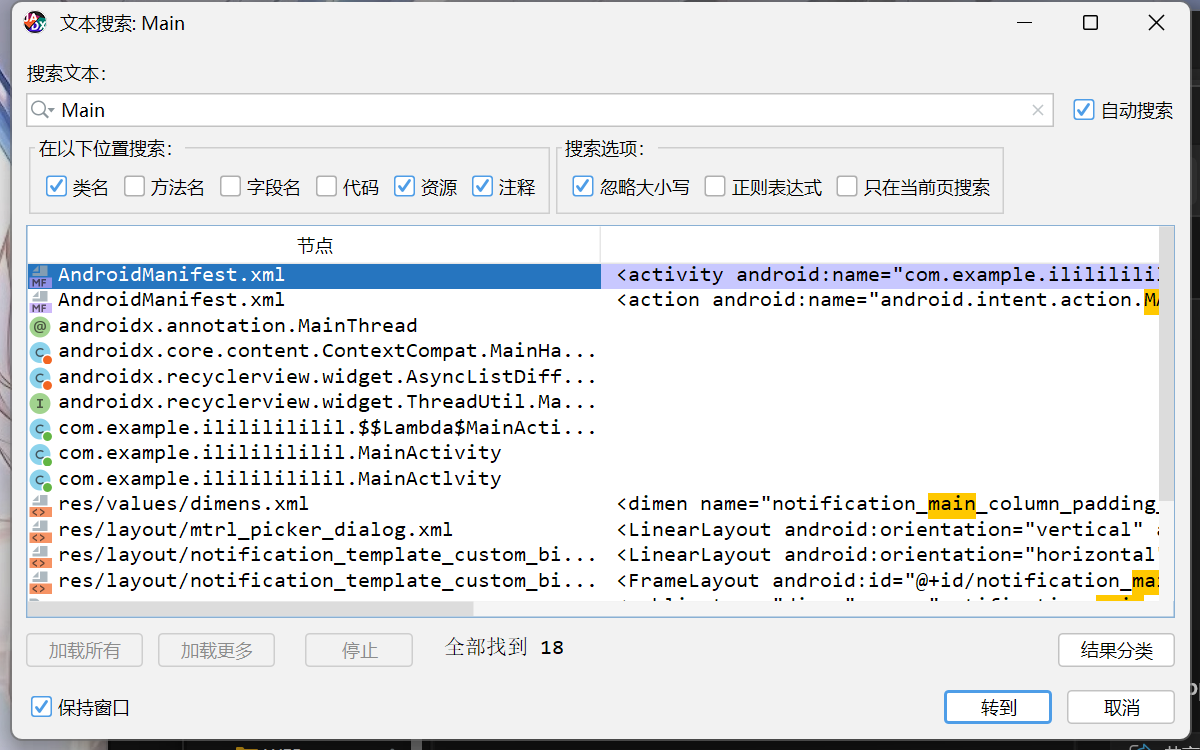 文本搜索: Main
搜索文本:
Main
自动搜索
在以下位置搜索:
类名 方法名 字段名 代码 资源 注释
搜索选项:
忽略大小写 正则表达式 只在当前页搜索
节点
AndroidManifest.xml <activity android:name="com.example.ililililil
AndroidManifest.xml <action android:name="android.intent.action.MA
androidx.annotation.MainThread
androidx.core.content.ContextCompat.MainHa...
androidx.recyclerview.widget.AsyncListDiff...
androidx.recyclerview.widget.ThreadUtil.Ma...
com.example.ilililililil.$$Lambda$MainActi...
com.example.ilililililil.MainActivity
com.example.ilililililil.MainActlvity
res/values/dimens.xml <dimen name="notification_main_column_padding_
res/layout/mtrl_picker_dialog.xml <LinearLayout android:orientation="vertical"
res/layout/notification_template_custom_bi... <LinearLayout android:orientation="horizontal"
res/layout/notification_template_custom_bi... <FrameLayout android:id="@+id/notification_mai
加载所有 加载更多 停止 全部找到 18 结果分类
保持窗口 转到 取消